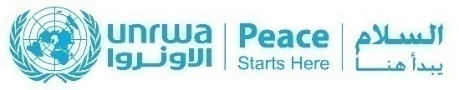 unrwa
الاونروا
Peace
Starts Here
السلام
يبدأ هنا